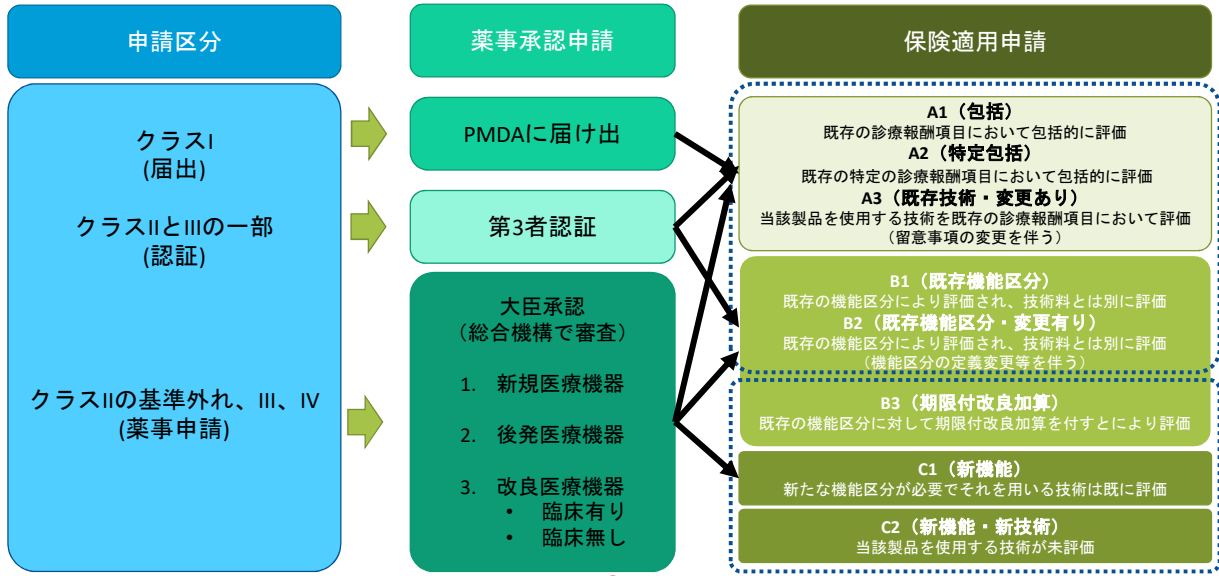 申請区分
薬事承認申請
保険適用申請
クラスI
(届出)
クラスIIとIIIの一部
(認証)
クラスIIの基準外れ、III、IV
(薬事申請)
PMDAに届け出
第3者認証
大臣承認
（総合機構で審査）
1. 新規医療機器
2. 後発医療機器
3. 改良医療機器
• 臨床有り
• 臨床無し
A1（包括）
既存の診療報酬項目において包括的に評価
A2（特定包括）
既存の特定の診療報酬項目において包括的に評価
A3（既存技術・変更あり）
当該製品を使用する技術を既存の診療報酬項目において評価
（留意事項の変更を伴う）
B1（既存機能区分）
既存の機能区分により評価され、技術料とは別に評価
B2（既存機能区分・変更有り）
既存の機能区分により評価され、技術料とは別に評価
（機能区分の定義変更等を伴う）
B3（期限付改良加算）
既存の機能区分に対して期限付改良加算を付すとにより評価
C1（新機能）
新たな機能区分が必要でそれを用いる技術は既に評価
C2（新機能・新技術）
当該製品を使用する技術が未評価